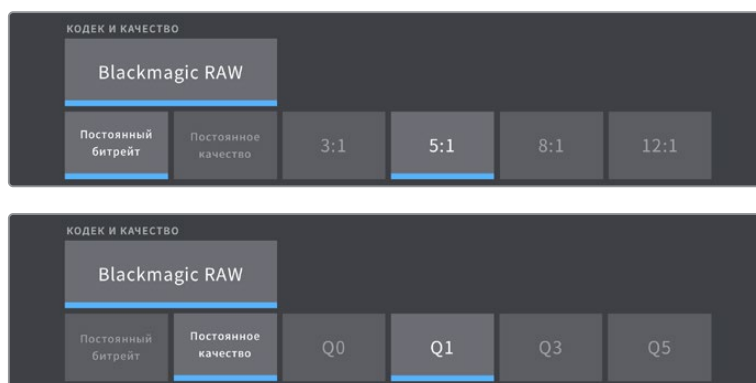 КОДЕК И КАЧЕСТВО
Blackmagic RAW
Постоянный битрейт
Постоянное качество
3:1
5:1
8:1
12:1
КОДЕК И КАЧЕСТВО
Blackmagic RAW
Постоянный битрейт
Постоянное качество
Q0
Q1
Q3
Q5